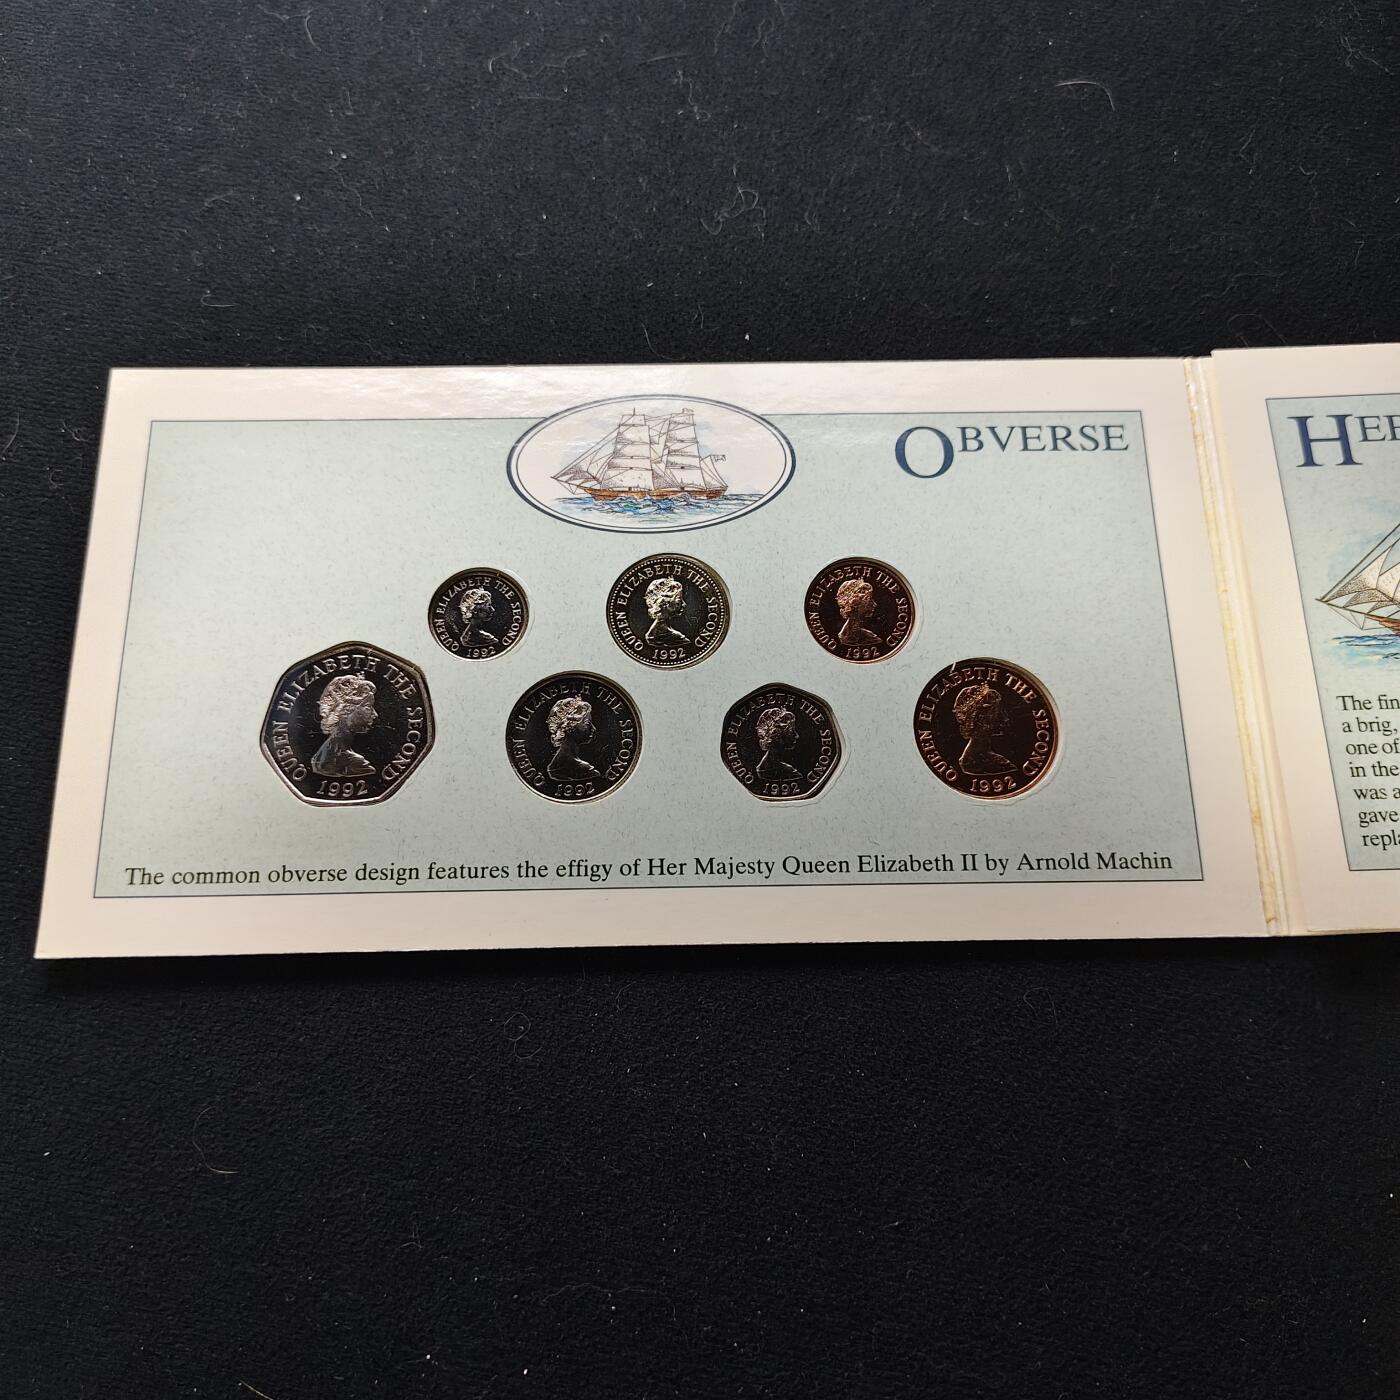 OBVERSE
QUEEN ELIZABETH THE SECOND
1992
QUEEN ELIZABETH THE SECOND
1992
QUEEN ELIZABETH THE SECOND
1992
QUEEN ELIZABETH THE SECOND
1992
QUEEN ELIZABETH THE SECOND
1992
QUEEN ELIZABETH THE SECOND
1992
QUEEN ELIZABETH THE SECOND
1992
The common obverse design features the effigy of Her Majesty Queen Elizabeth II by Arnold Machin
The
a brig,
one of
in the
was a
gave